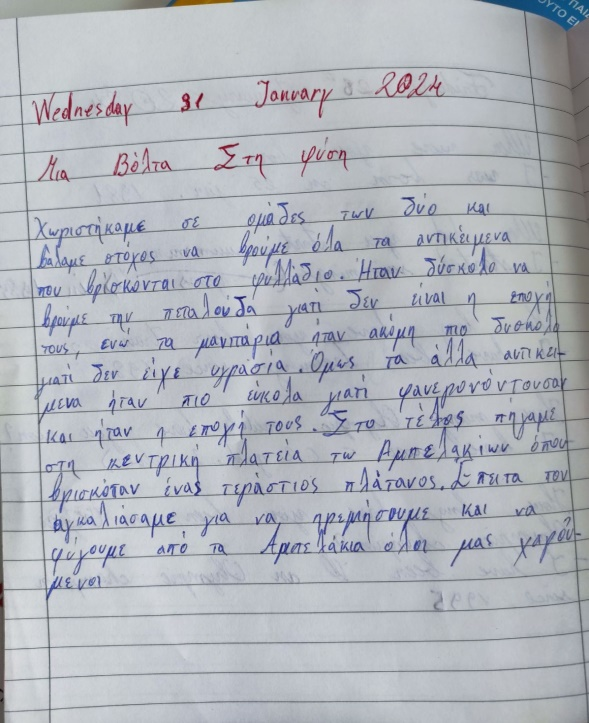 ΠΑΙ
ΟΥΤΟ ΕΙ
Wednesday 31 January 2024
Μια Βόλτα Στη φύση
Χωριστήκαμε σε ομάδες των δύο και
βάλαμε στόχος να βρούμε όλα τα αντικείμενα
που βρίσκονται στο φυλλάδιο. Ήταν δύσκολο να
βρούμε την πεταλούδα γιατί δεν είναι η εποχή
τους, ενώ τα μανιτάρια ήταν ακόμη πιο δύσκολα
γιατί δεν είχε υγρασία. Όμως τα άλλα αντικεί-
μενα ήταν πιο εύκολα γιατί φανερονόντουσαν
και ήταν η εποχή τους. Στο τέλος πήγαμε
στη κεντρική πλατεία τω Αμπελακίων όπου
βρισκόταν ένας τεράστιος πλάτανος. Έπειτα τον
αγκαλιάσαμε για να ηρεμήσουμε και να
φύγουμε από τα Αμπελάκια όλοι μας χαρού-
μενοι